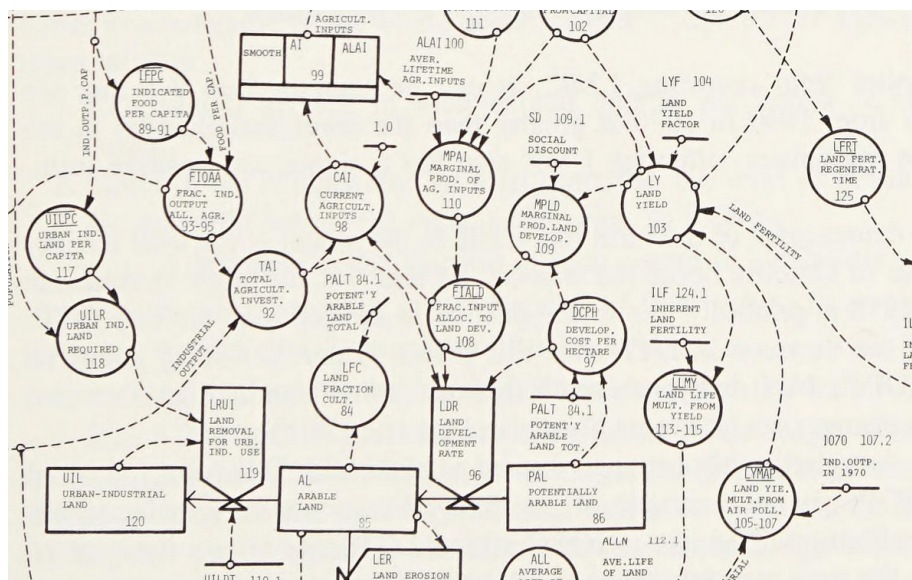 AGRICULT.
INPUTS
SMOOTH
AI
ALAI
99
ALAI 100
AVER.
LIFETIME
AGR.INPUTS
111
FROM CAPITAL
102
IFPC
INDICATED
FOOD
PER CAPITA
89-91
IND.OUTP.P.CAP
FOOD PER CAP.
1.0
SD 109.1
SOCIAL
DISCOUNT
LYF 104
LAND
YIELD
FACTOR
LFRT
LAND FERT.
REGENERAT.
TIME
125
FIOAA
FRAC. IND.
OUTPUT
ALL. AGR.
93-95
CAI
CURRENT
AGRICULT.
INPUTS
98
MPAI
MARGINAL
PROD. OF
AG. INPUTS
110
MPLD
MARGINAL
PROD.LAND
DEVELOP.
109
LY
LAND
YIELD
103
LAND FERTILITY
UILPC
URBAN IND.
LAND PER
CAPITA
117
TAI
TOTAL
AGRICULT.
INVEST.
92
PALT 84.1
POTENT'Y
ARABLE
LAND
TOTAL
FIALD
FRAC.INPUT
ALLOC. TO
LAND DEV.
108
DCPH
DEVELOP.
COST PER
HECTARE
97
ILF 124.1
INHERENT
LAND
FERTILITY
UILR
URBAN IND.
LAND
REQUIRED
118
INDUSTRIAL
OUTPUT
LFC
LAND
FRACTION
CULT.
84
LLMY
LAND LIFE
MULT. FROM
YIELD
113-115
LRUI
LAND
REMOVAL
FOR URB.
IND. USE
119
LDR
LAND
DEVEL-
OPMENT
RATE
96
PALT 84.1
POTENT'Y
ARABLE
LAND TOT.
IO70 107.2
IND.OUTP.
IN 1970
UIL
URBAN-INDUSTRIAL
LAND
120
AL
ARABLE
LAND
85
PAL
POTENTIALLY
ARABLE LAND
86
LYMAP
LAND YIE.
MULT.FROM
AIR POLL.
105-107
LER
LAND EROSION
ALL
AVERAGE
ALLN 112.1
AVE.LIFE
OF LAND